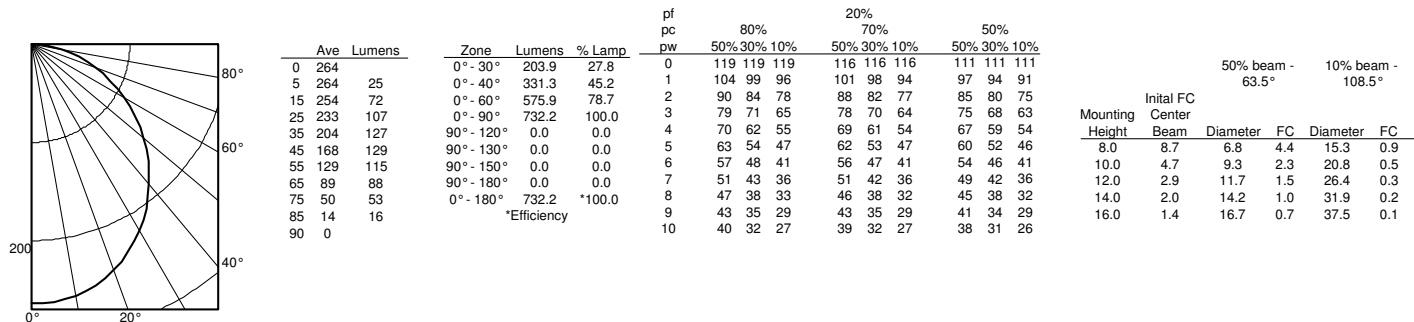 80°
60°
40°
200
0° 20°
Ave Lumens
0 264
5 264 25
15 254 72
25 233 107
35 204 127
45 168 129
55 129 115
65 89 88
75 50 53
85 14 16
90 0
Zone Lumens % Lamp
0° - 30° 203.9 27.8
0° - 40° 331.3 45.2
0° - 60° 575.9 78.7
0° - 90° 732.2 100.0
90° - 120° 0.0 0.0
90° - 130° 0.0 0.0
90° - 150° 0.0 0.0
90° - 180° 0.0 0.0
0° - 180° 732.2 *100.0
*Efficiency
pf 20%
pc 80% 70% 50%
pw 50% 30% 10% 50% 30% 10% 50% 30% 10%
0 119 119 119 116 116 116 111 111 111
1 104 99 96 101 98 94 97 94 91
2 90 84 78 88 82 77 85 80 75
3 79 71 65 78 70 64 75 68 63
4 70 62 55 69 61 54 67 59 54
5 63 54 47 62 53 47 60 52 46
6 57 48 41 56 47 41 54 46 41
7 51 43 36 51 42 36 49 42 36
8 47 38 33 46 38 32 45 38 32
9 43 35 29 43 35 29 41 34 29
10 40 32 27 39 32 27 38 31 26
50% beam - 10% beam -
63.5° 108.5°
Inital FC
Mounting Center
Height Beam Diameter FC Diameter FC
8.0 8.7 6.8 4.4 15.3 0.9
10.0 4.7 9.3 2.3 20.8 0.5
12.0 2.9 11.7 1.5 26.4 0.3
14.0 2.0 14.2 1.0 31.9 0.2
16.0 1.4 16.7 0.7 37.5 0.1